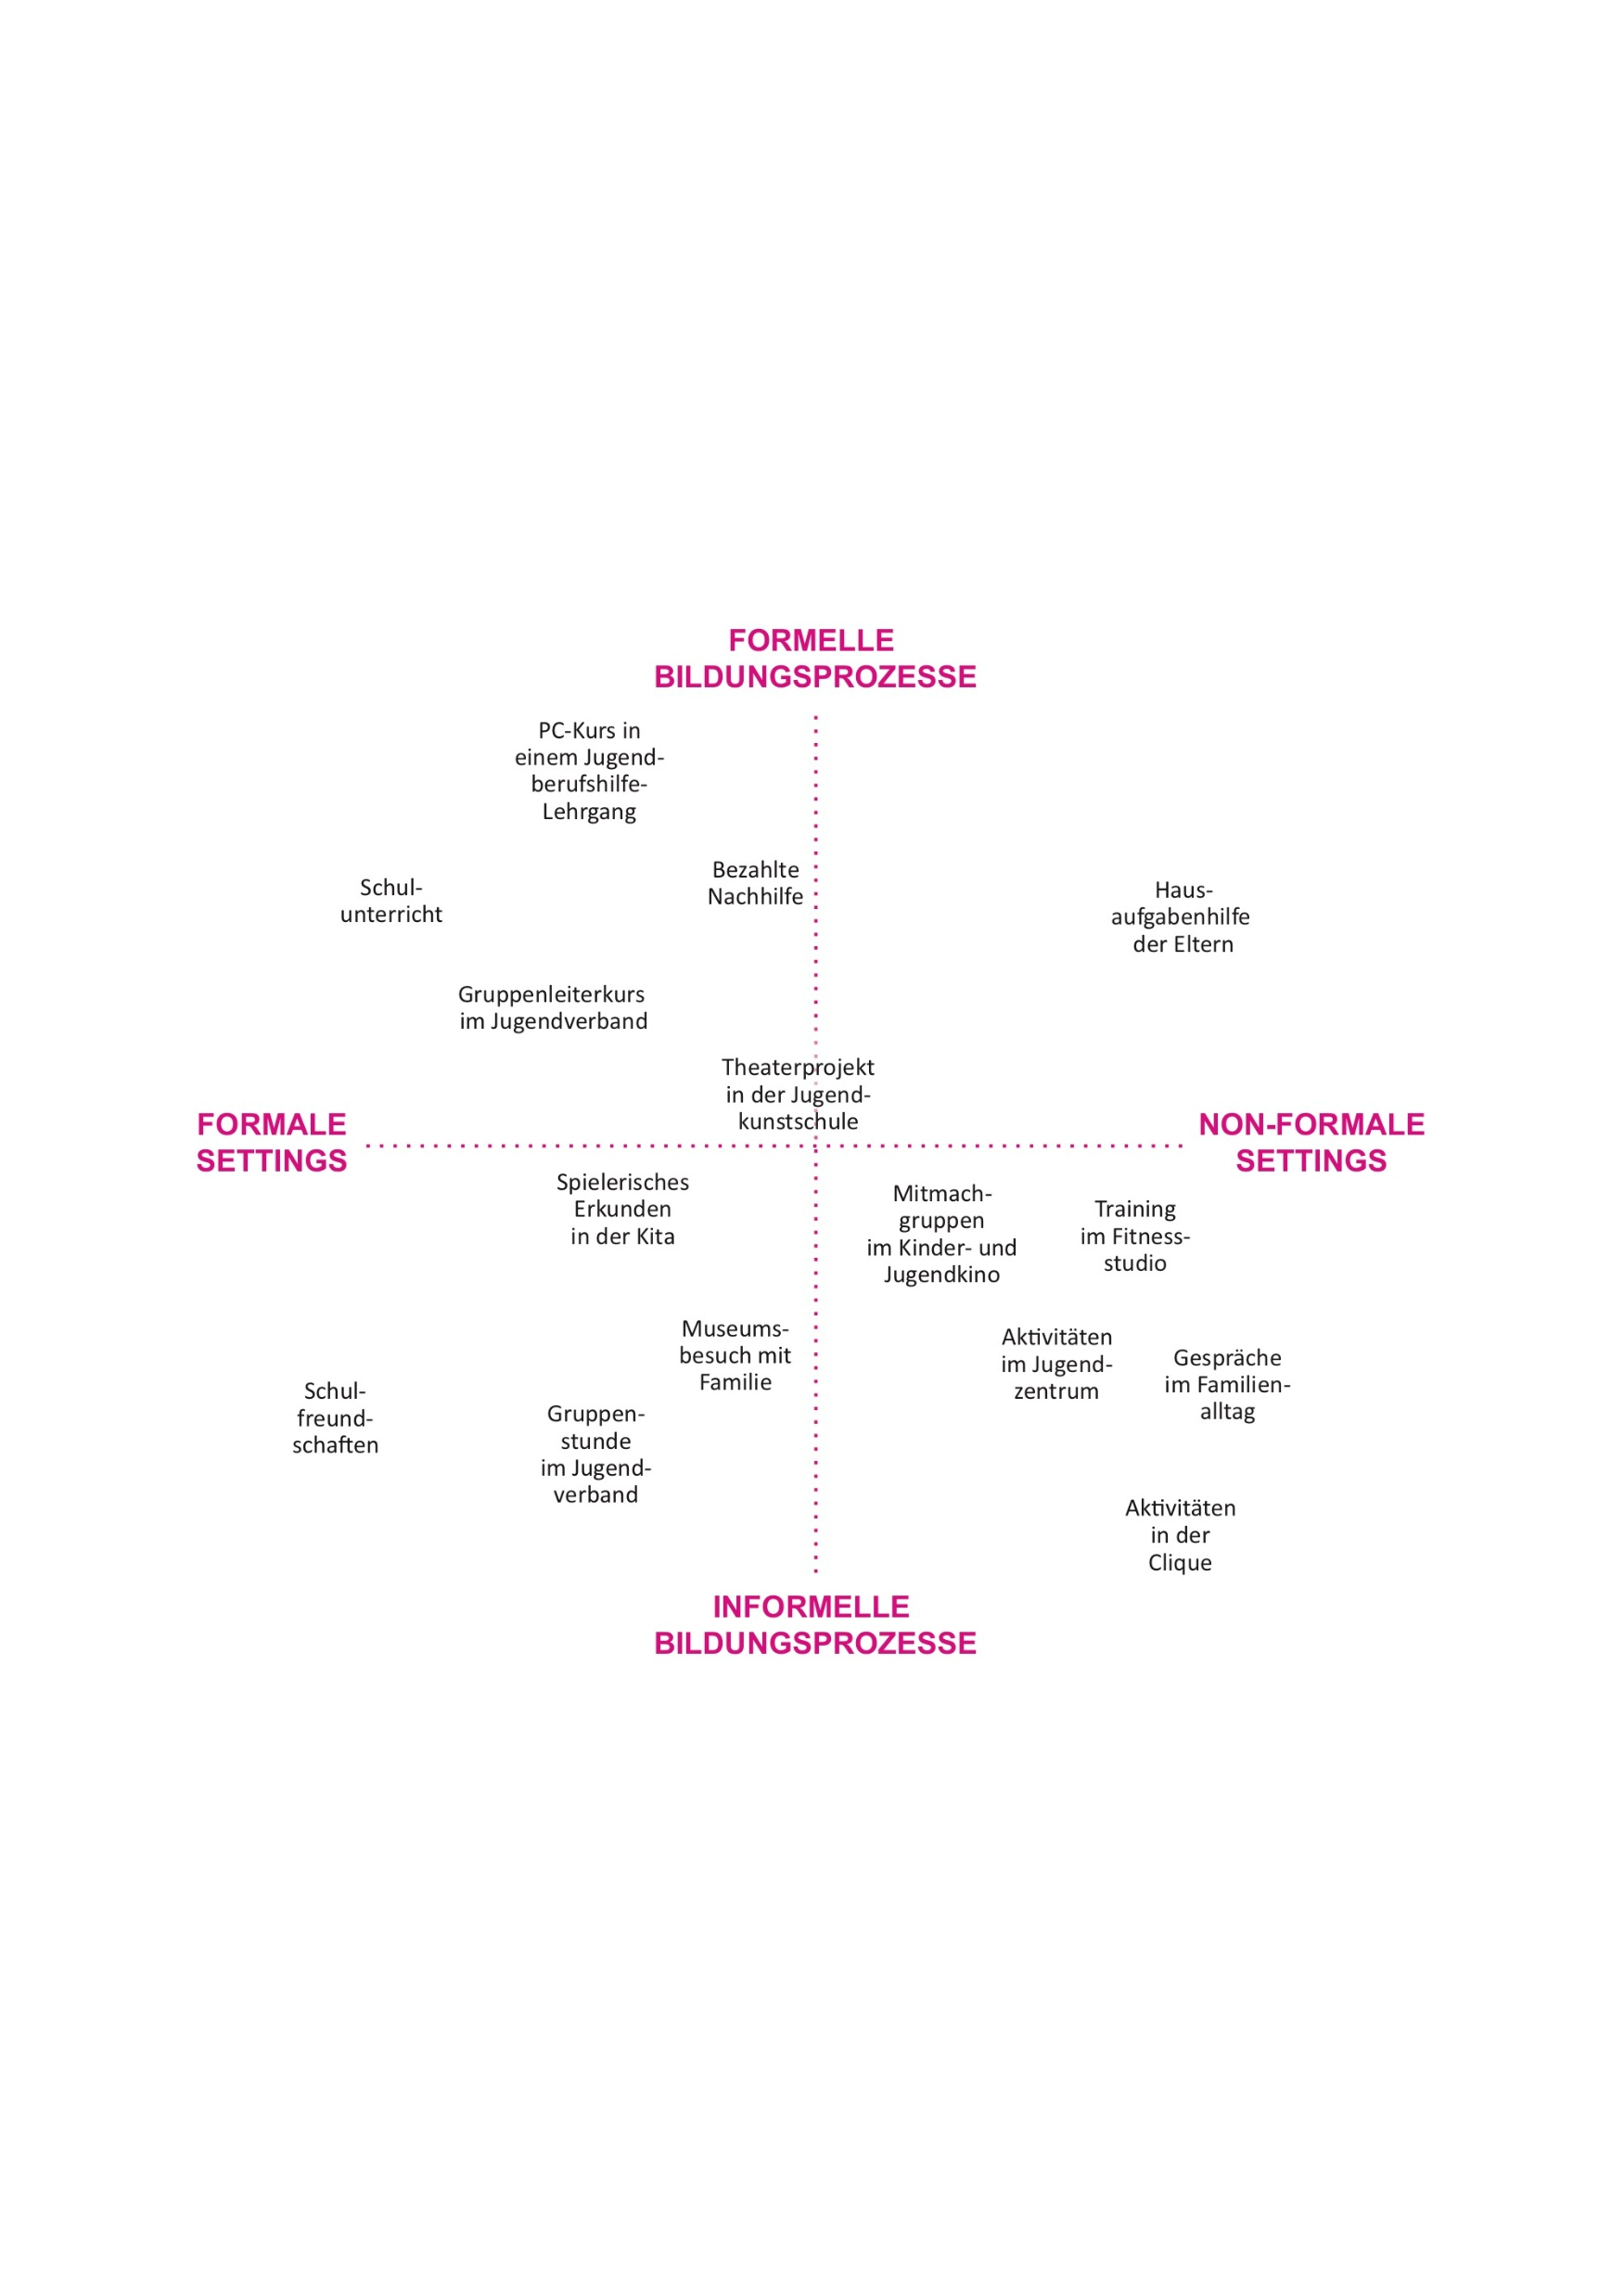 FORMELLE
BILDUNGSPROZESSE
PC-Kurs in
einem Jugend-
berufshilfe-
Lehrgang
Bezahlte
Nachhilfe
Schul-
unterricht
Haus-
aufgabenhilfe
der Eltern
Gruppenleiterkurs
im Jugendverband
Theaterprojekt
in der Jugend-
kunstschule
FORMALE
SETTINGS
NON-FORMALE
SETTINGS
Spielerisches
Erkunden
in der Kita
Mitmach-
gruppen
im Kinder- und
Jugendkino
Training
im Fitness-
studio
Museums-
besuch mit
Familie
Aktivitäten
im Jugend-
zentrum
Gespräche
im Familien-
alltag
Schul-
freund-
schaften
Gruppen-
stunde
im Jugend-
verband
Aktivitäten
in der
Clique
INFORMELLE
BILDUNGSPROZESSE